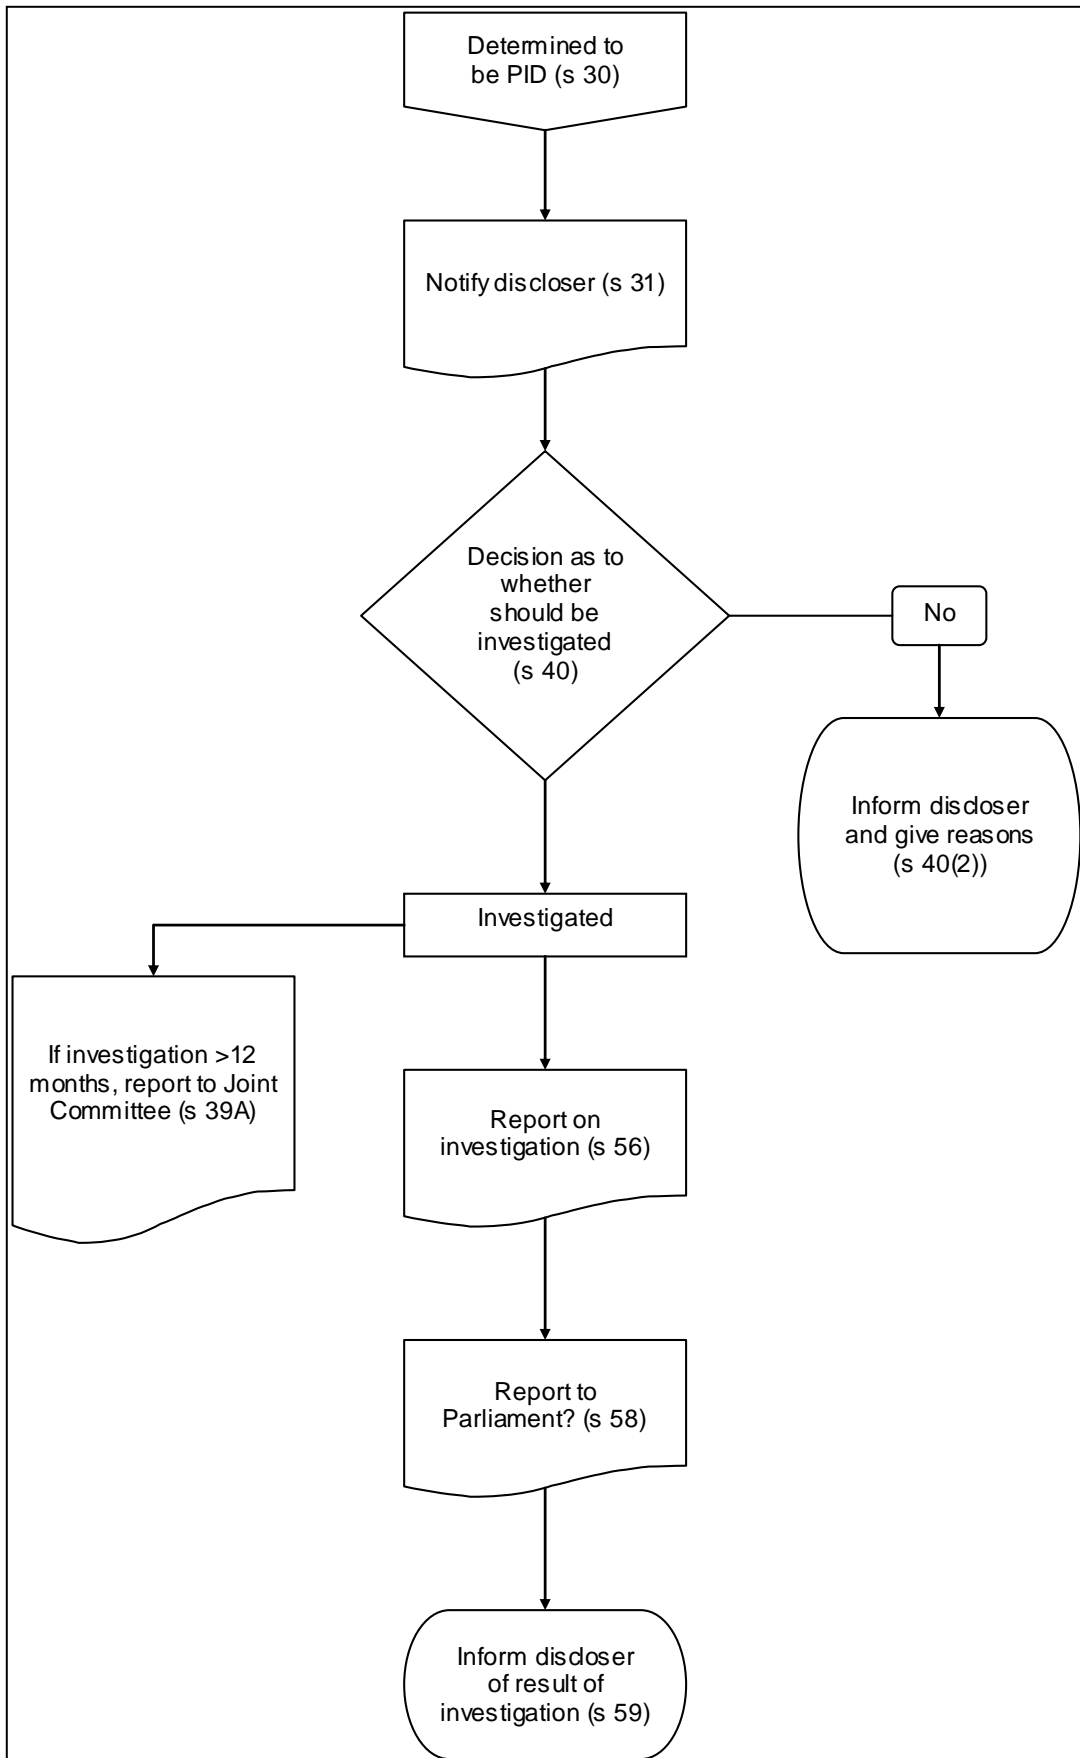 Determined to
be PID (s 30)
Notify discloser (s 31)
Decision as to
whether
should be
investigated
(s 40)
No
Inform discloser
and give reasons
(s 40(2))
Investigated
If investigation >12
months, report to Joint
Committee (s 39A)
Report on
investigation (s 56)
Report to
Parliament? (s 58)
Inform discloser
of result of
investigation (s 59)